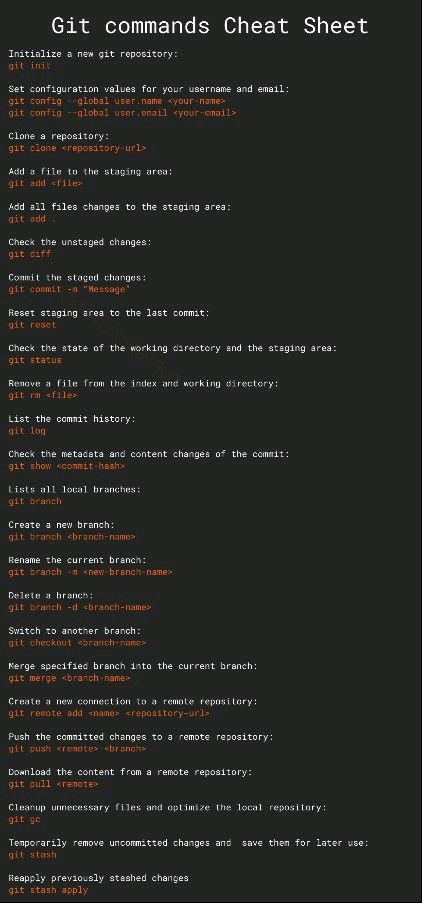 Git commands Cheat Sheet
Initialize a new git repository:
git init
Set configuration values for your username and email:
git config --global user.name <your-name>
git config --global user.email <your-email>
Clone a repository:
git clone <repository-url>
Add a file to the staging area:
git add <file>
Add all files changes to the staging area:
git add .
Check the unstaged changes:
git diff
Commit the staged changes:
git commit -m "Message"
Reset staging area to the last commit:
git reset
Check the state of the working directory and the staging area:
git status
Remove a file from the index and working directory:
git rm <file>
List the commit history:
git log
Check the metadata and content changes of the commit:
git show <commit-hash>
Lists all local branches:
git branch
Create a new branch:
git branch <branch-name>
Rename the current branch:
git branch -m <new-branch-name>
Delete a branch:
git branch -d <branch-name>
Switch to another branch:
git checkout <branch-name>
Merge specified branch into the current branch:
git merge <branch-name>
Create a new connection to a remote repository:
git remote add <name> <repository-url>
Push the committed changes to a remote repository:
git push <remote> <branch>
Download the content from a remote repository:
git pull <remote>
Cleanup unnecessary files and optimize the local repository:
git gc
Temporarily remove uncommitted changes and  save them for later use:
git stash
Reapply previously stashed changes
git stash apply